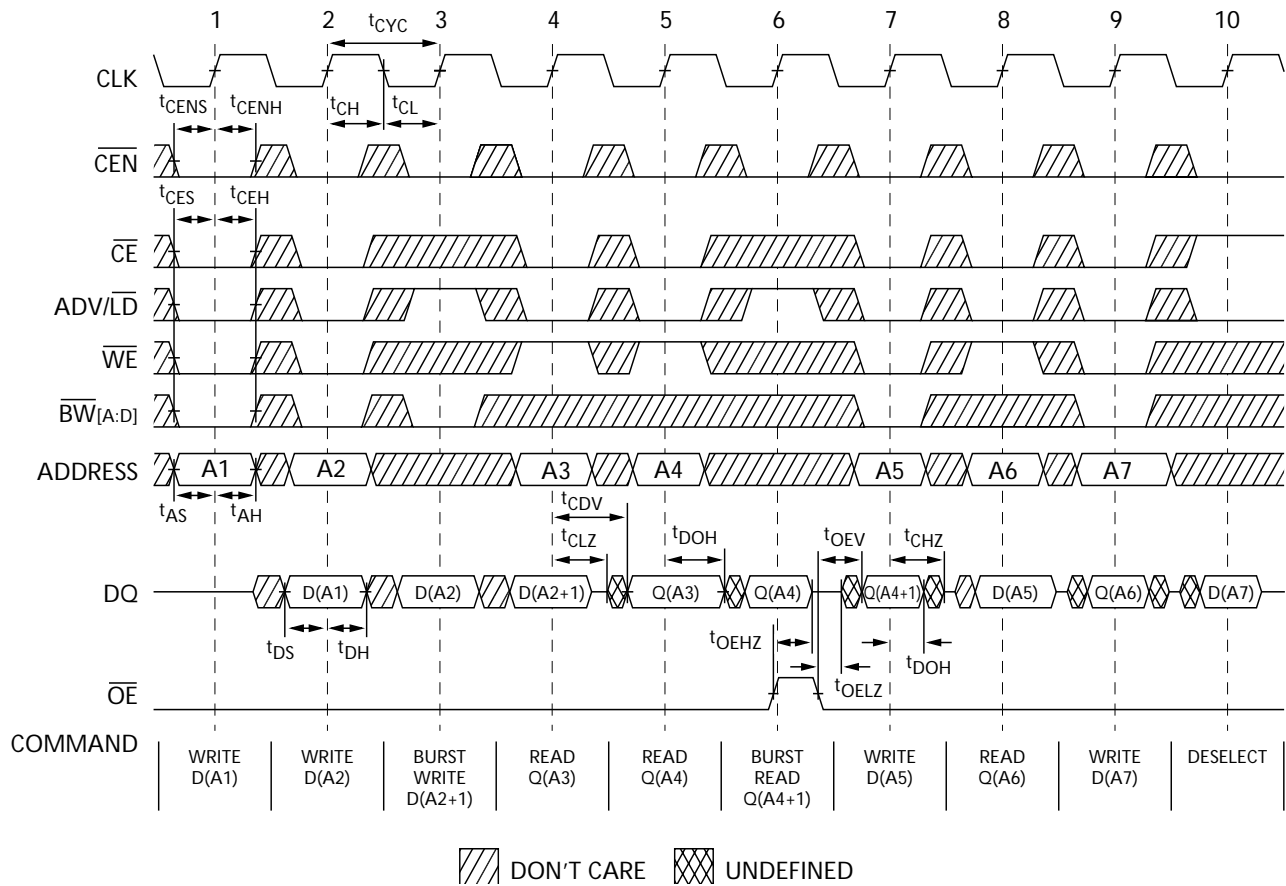 1 2 3 4 5 6 7 8 9 10
tCYC
CLK
tCENS tCENH tCH tCL
CEN
tCES tCEH
CE
ADV/LD
WE
BW[A:D]
ADDRESS A1 A2 A3 A4 A5 A6 A7
tAS tAH
tCDV
tCLZ tDOH tOEV tCHZ
DQ D(A1) D(A2) D(A2+1) Q(A3) Q(A4) Q(A4+1) D(A5) Q(A6) D(A7)
tDS tDH tOEHZ tDOH
tOELZ
OE
COMMAND
WRITE D(A1)
WRITE D(A2)
BURST WRITE D(A2+1)
READ Q(A3)
READ Q(A4)
BURST READ Q(A4+1)
WRITE D(A5)
READ Q(A6)
WRITE D(A7)
DESELECT
DON'T CARE UNDEFINED